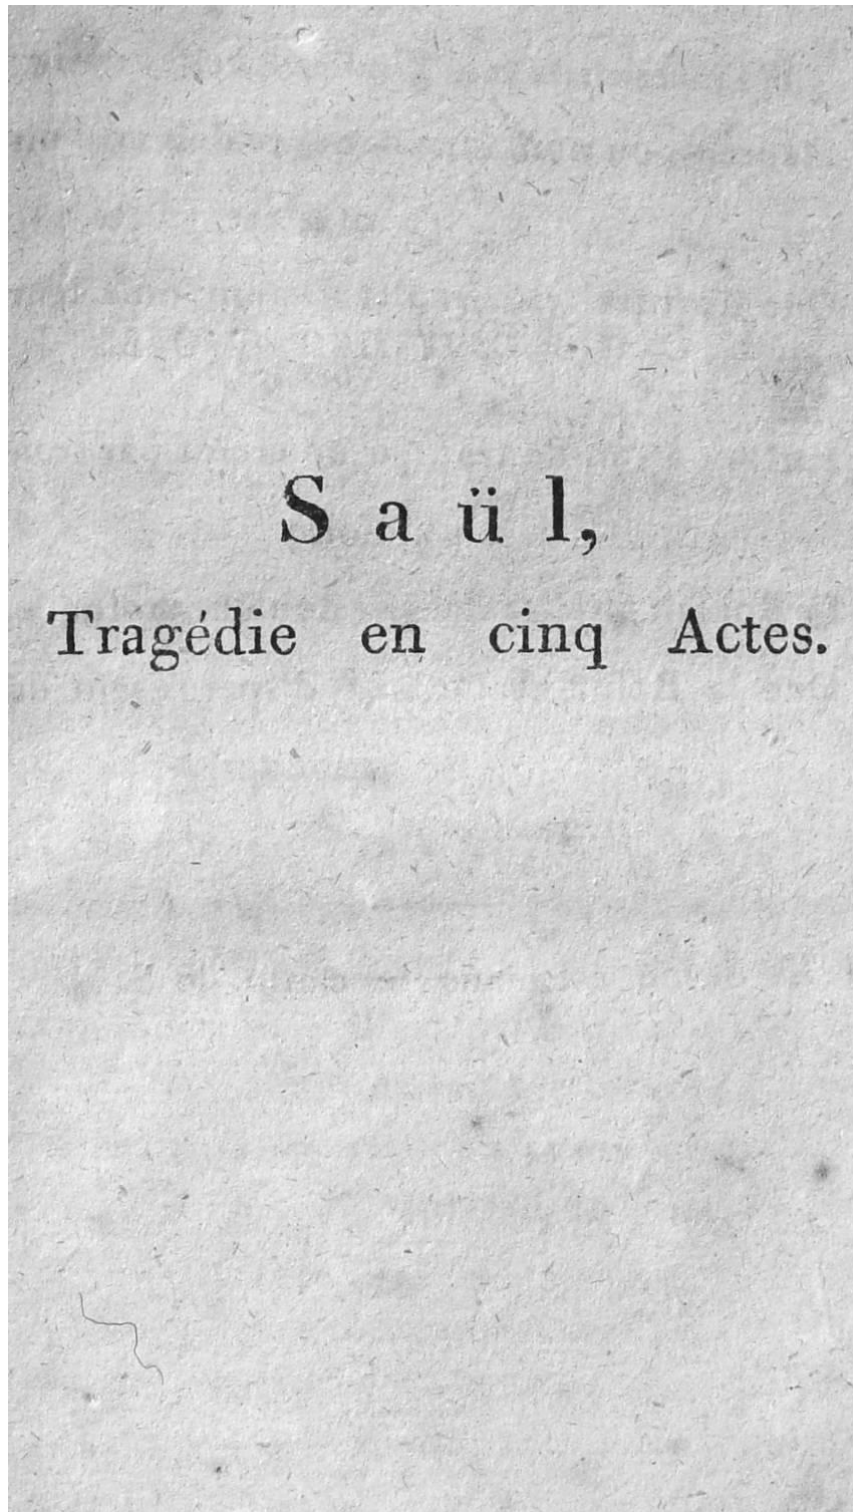 Saül,
Tragédie en cinq Actes.